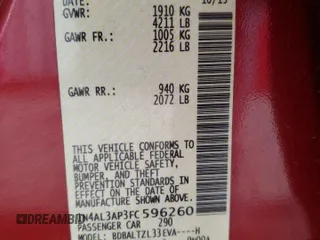 DATE: 10/15
GVWR: 1910 KG
4211 LB
GAWR FR.: 1005 KG
2216 LB
GAWR RR.: 940 KG
2072 LB
THIS VEHICLE CONFORMS TO ALL
APPLICABLE FEDERAL
MOTOR VEHICLE SAFETY, BUMPER,
AND THEFT PREVENTION
STANDARDS IN EFFECT ON THE
DATE OF MANUFACTURE
SHOWN ABOVE.
1N4AL3AP3FC596260
PASSENGER CAR 290
MODEL: BDBALTZL33EVA----H
© DREAMBID.COM